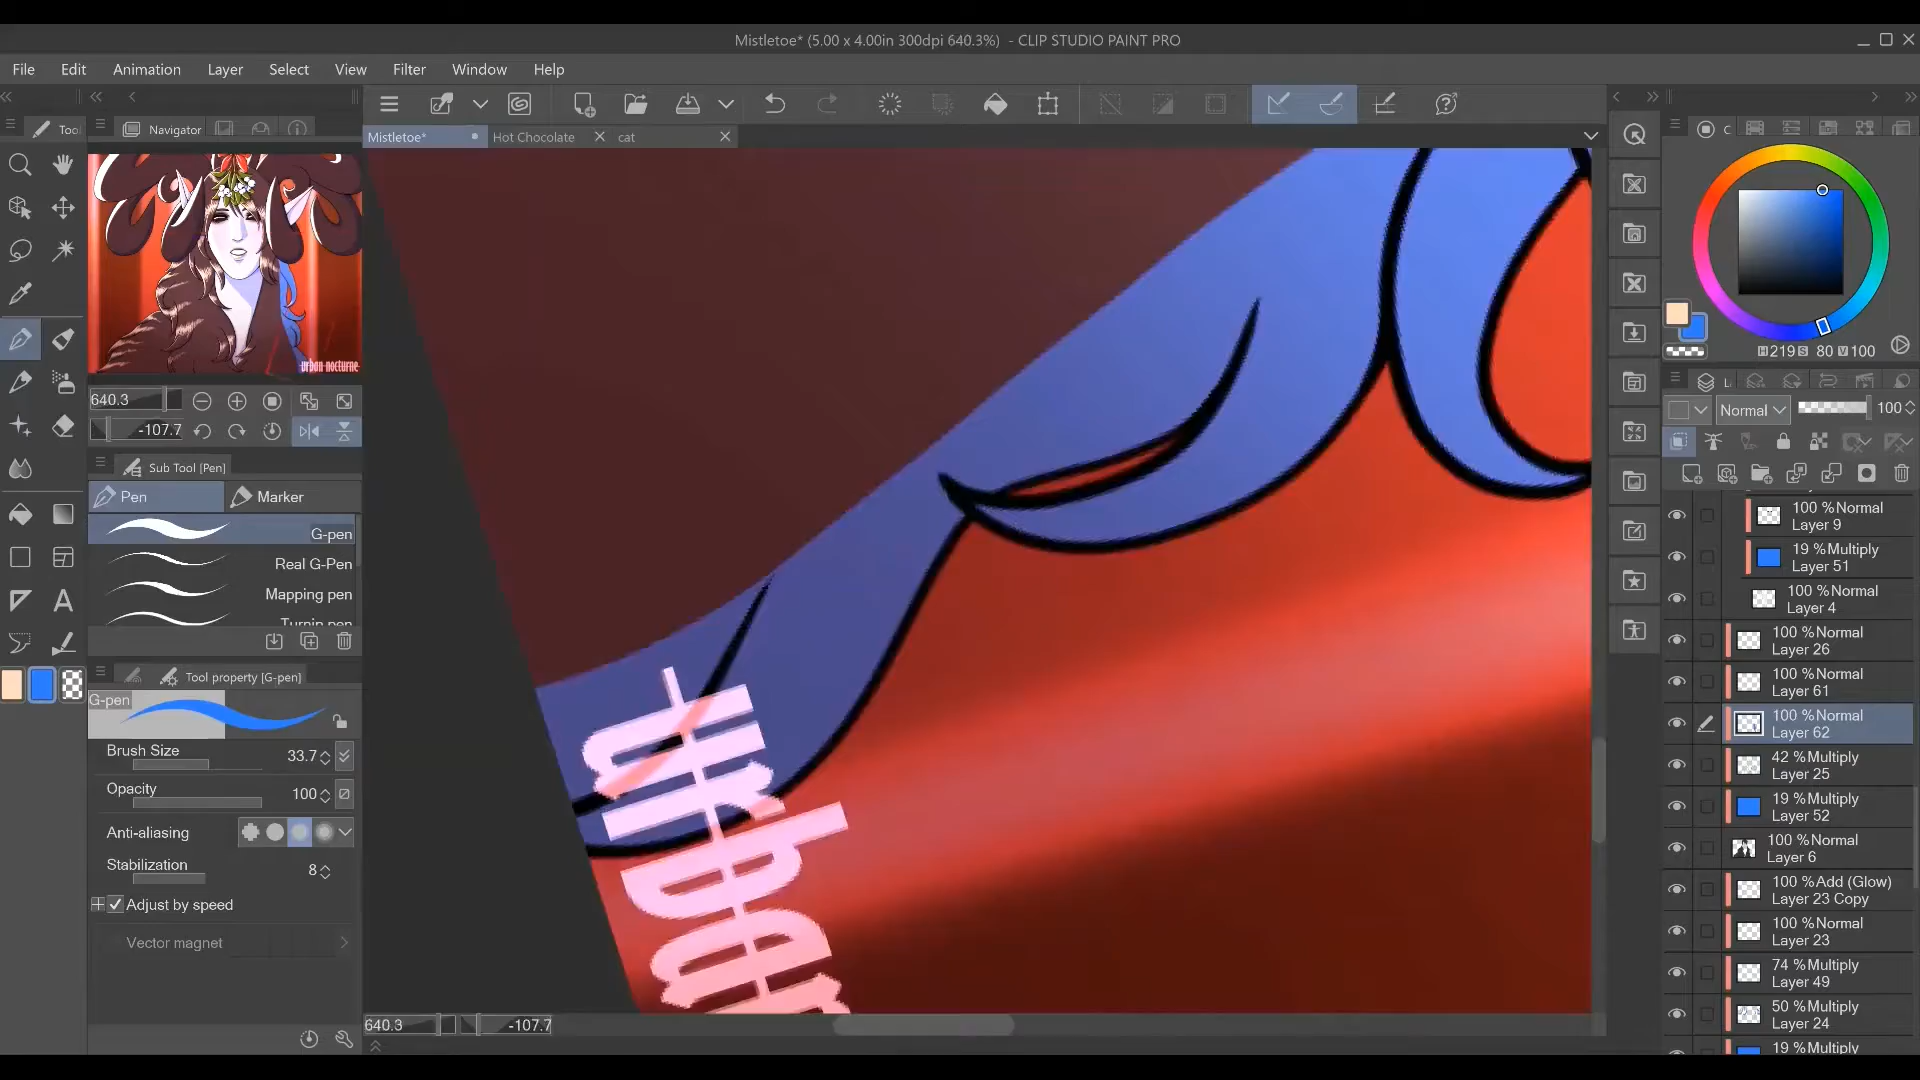 Mistletoe* (5.00 x 4.00in 300dpi 640.3%) - CLIP STUDIO PAINT PRO
File Edit Animation Layer Select View Filter Window Help
Tool
Navigator
Mistletoe* Hot Chocolate cat
urban nocturne
640.3
-107.7
Sub Tool [Pen]
Pen Marker
G-pen
Real G-Pen
Mapping pen
Turnip pen
Tool property [G-pen]
G-pen
Brush Size 33.7
Opacity 100
Anti-aliasing
Stabilization 8
Adjust by speed
Vector magnet
urban
640.3 -107.7
C
H 219 S 80 V 100
Normal 100
100 %Normal
Layer 9
19 %Multiply
Layer 51
100 %Normal
Layer 4
100 %Normal
Layer 26
100 %Normal
Layer 61
100 %Normal
Layer 62
42 %Multiply
Layer 25
19 %Multiply
Layer 52
100 %Normal
Layer 6
100 %Add (Glow)
Layer 23 Copy
100 %Normal
Layer 23
74 %Multiply
Layer 49
50 %Multiply
Layer 24
19 %Multiply